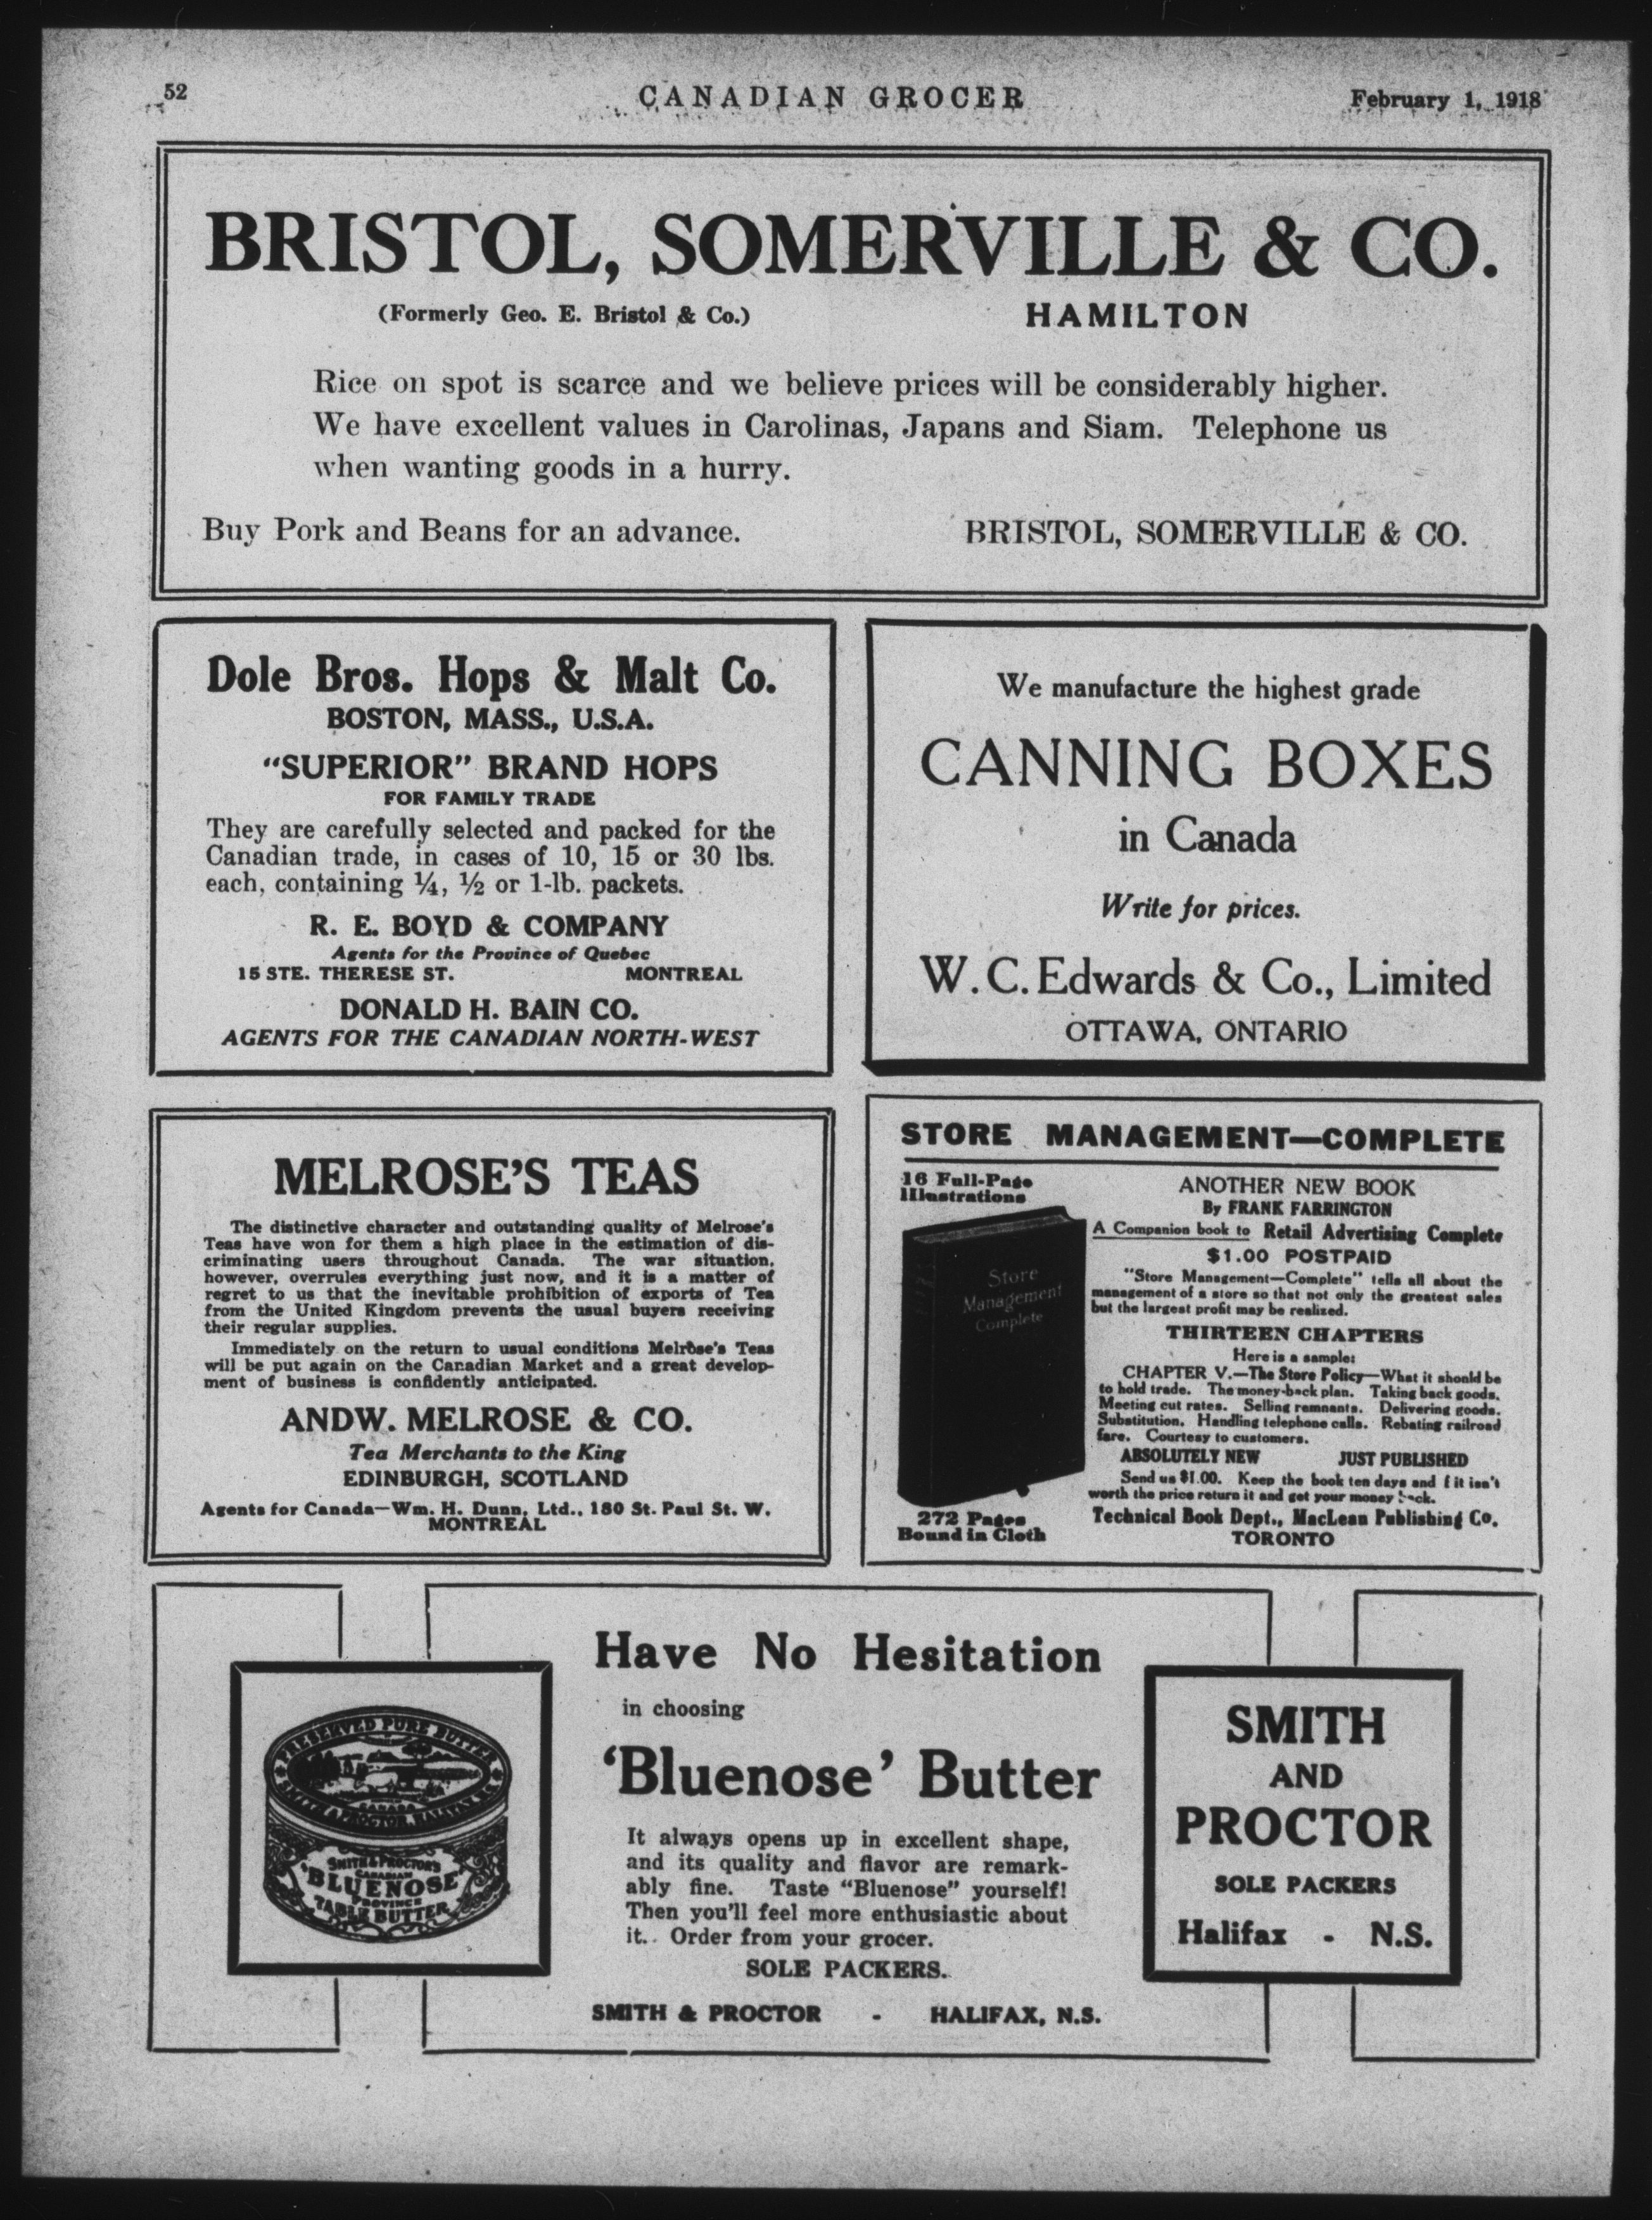 52
CANADIAN GROCER
February 1, 1918
BRISTOL, SOMERVILLE & CO.
(Formerly Geo. E. Bristol & Co.)
HAMILTON
Rice on spot is scarce and we believe prices will be considerably higher.
We have excellent values in Carolinas, Japans and Siam. Telephone us
when wanting goods in a hurry.
Buy Pork and Beans for an advance.
BRISTOL, SOMERVILLE & CO.
Dole Bros. Hops & Malt Co.
BOSTON, MASS., U.S.A.
"SUPERIOR" BRAND HOPS
FOR FAMILY TRADE
They are carefully selected and packed for the
Canadian trade, in cases of 10, 15 or 30 lbs.
each, containing ¼, ½ or 1-lb. packets.
R. E. BOYD & COMPANY
Agents for the Province of Quebec
15 STE. THERESE ST. MONTREAL
DONALD H. BAIN CO.
AGENTS FOR THE CANADIAN NORTH-WEST
We manufacture the highest grade
CANNING BOXES
in Canada
Write for prices.
W. C. Edwards & Co., Limited
OTTAWA, ONTARIO
MELROSE'S TEAS
The distinctive character and outstanding quality of Melrose's
Teas have won for them a high place in the estimation of dis-
criminating users throughout Canada. The war situation,
however, overrules everything just now, and it is a matter of
regret to us that the inevitable prohibition of exports of Tea
from the United Kingdom prevents the usual buyers receiving
their regular supplies.
Immediately on the return to usual conditions Melrose's Teas
will be put again on the Canadian Market and a great develop-
ment of business is confidently anticipated.
ANDW. MELROSE & CO.
Tea Merchants to the King
EDINBURGH, SCOTLAND
Agents for Canada—Wm. H. Dunn, Ltd., 180 St. Paul St. W.
MONTREAL
STORE MANAGEMENT—COMPLETE
16 Full-Page
Illustrations
Store
Management
Complete
272 Pages
Bound in Cloth
ANOTHER NEW BOOK
By FRANK FARRINGTON
A Companion book to Retail Advertising Complete
$1.00 POSTPAID
"Store Management—Complete" tells all about the
management of a store so that not only the greatest sales
but the largest profit may be realized.
THIRTEEN CHAPTERS
Here is a sample:
CHAPTER V.—The Store Policy—What it should be
to hold trade. The money-back plan. Taking back goods.
Meeting cut rates. Selling remnants. Delivering goods.
Substitution. Handling telephone calls. Rebating railroad
fare. Courtesy to customers.
ABSOLUTELY NEW JUST PUBLISHED
Send us $1.00. Keep the book ten days and f it isn't
worth the price return it and get your money back.
Technical Book Dept., MacLean Publishing Co.
TORONTO
PRESERVED PURE BUTTER
CANADA
SMITH & PROCTOR, HALIFAX N.S.
SMITH & PROCTOR'S
CANADIAN
'BLUENOSE'
PROVINCE
TABLE BUTTER
Have No Hesitation
in choosing
'Bluenose' Butter
It always opens up in excellent shape,
and its quality and flavor are remark-
ably fine. Taste "Bluenose" yourself!
Then you'll feel more enthusiastic about
it. Order from your grocer.
SOLE PACKERS.
SMITH & PROCTOR - HALIFAX, N.S.
SMITH
AND
PROCTOR
SOLE PACKERS
Halifax - N.S.